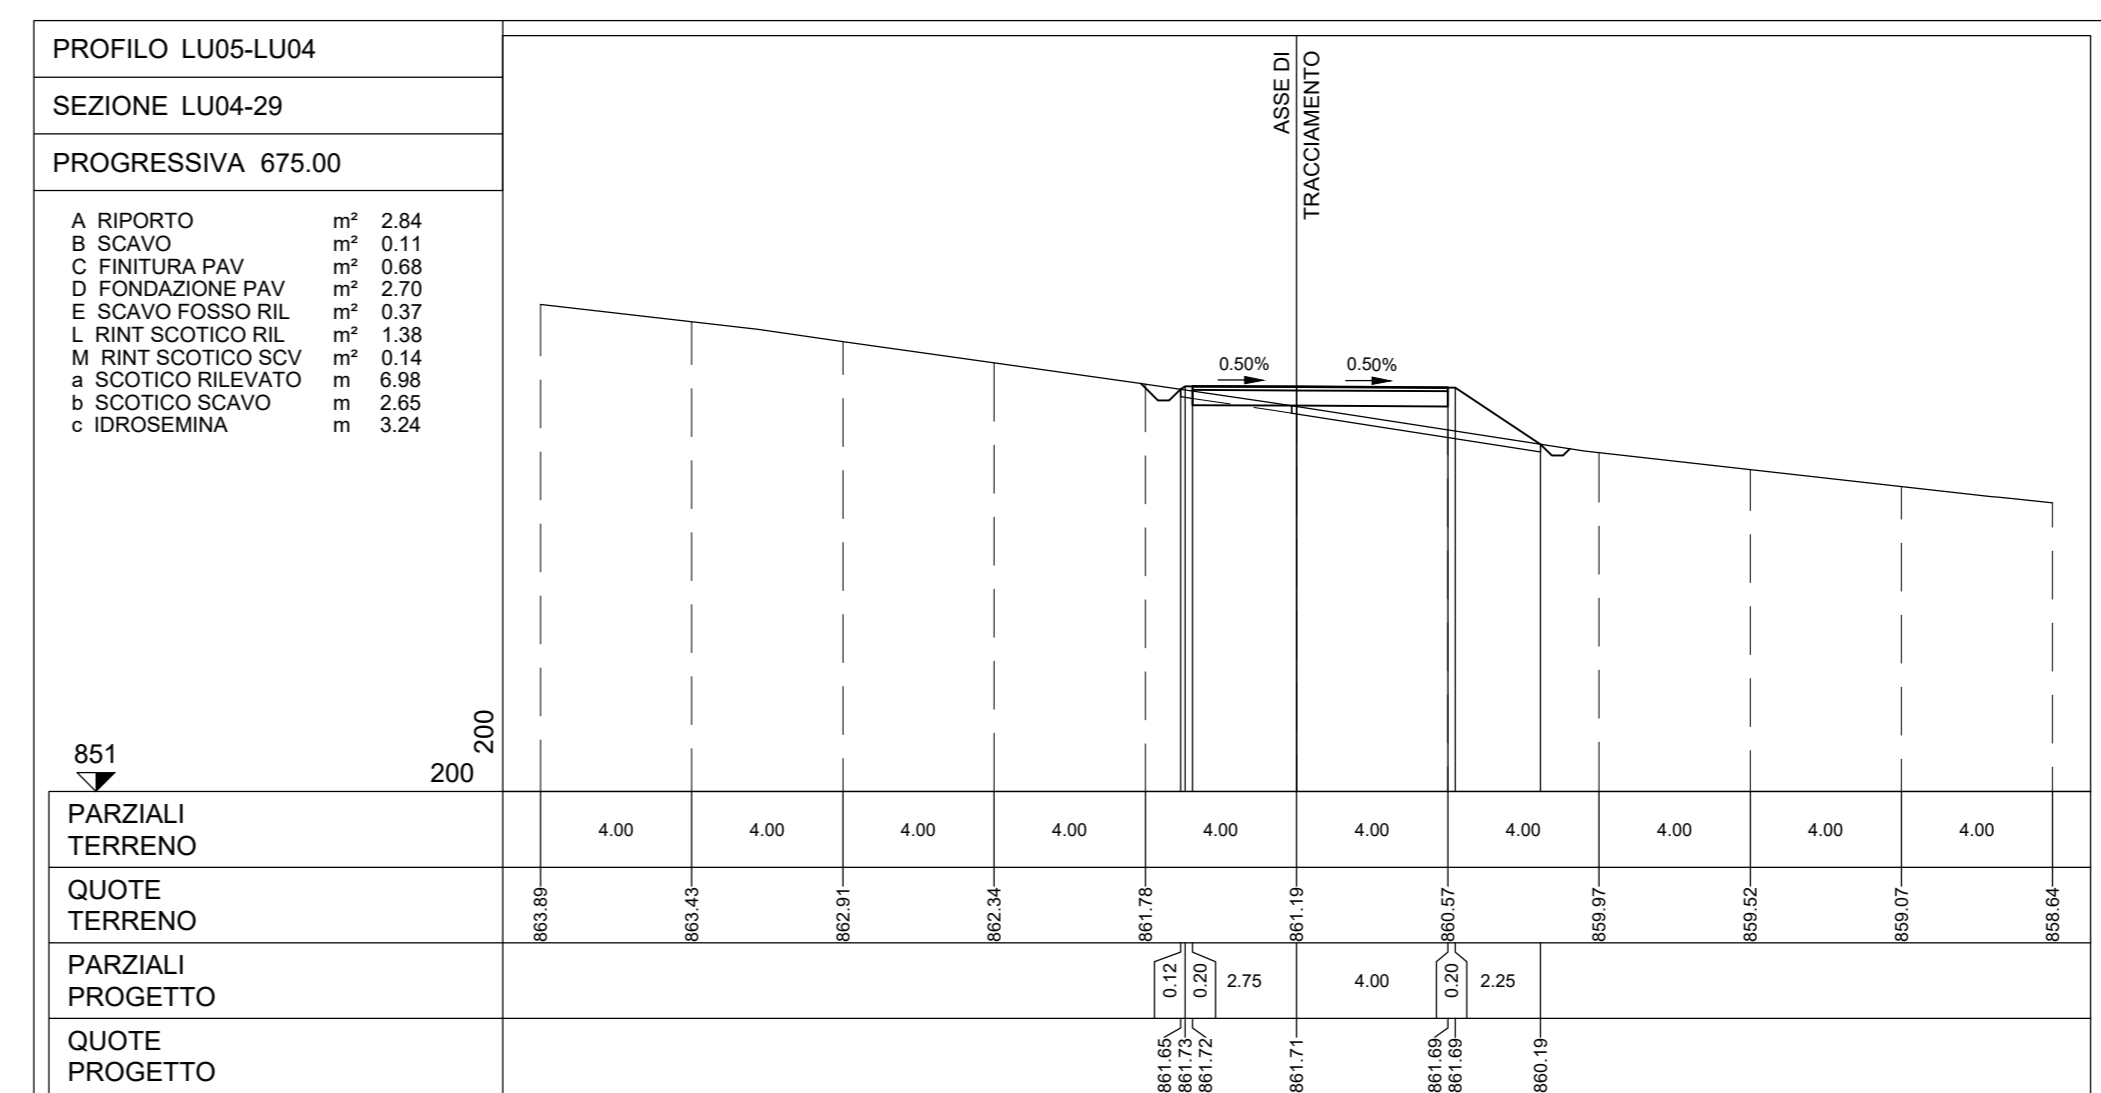 PROFILO LU05-LU04
SEZIONE LU04-29
PROGRESSIVA 675.00
A RIPORTO m² 2.84
B SCAVO m² 0.11
C FINITURA PAV m² 0.68
D FONDAZIONE PAV m² 2.70
E SCAVO FOSSO RIL m² 0.37
L RINT SCOTICO RIL m² 1.38
M RINT SCOTICO SCV m² 0.14
a SCOTICO RILEVATO m 6.98
b SCOTICO SCAVO m 2.65
c IDROSEMINA m 3.24
ASSE DI
TRACCIAMENTO
0.50% 0.50%
851
200
200
PARZIALI
TERRENO
4.00 4.00 4.00 4.00 4.00 4.00 4.00 4.00 4.00 4.00
QUOTE
TERRENO
863.89 863.43 862.91 862.34 861.78 861.19 860.57 859.97 859.52 859.07 858.64
PARZIALI
PROGETTO
0.12 0.20 2.75 4.00 0.20 2.25
QUOTE
PROGETTO
861.65 861.73 861.72 861.71 861.69 861.69 860.19